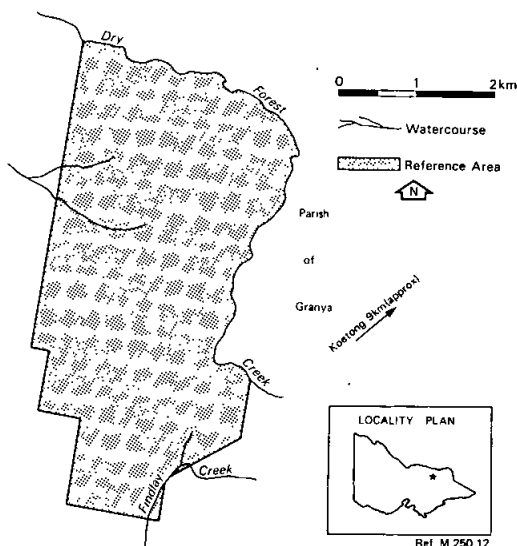 Dry
Forest
0 1 2km
Watercourse
Reference Area
N
Parish
of
Granya
Koetong 9km(approx)
Creek
Creek
Findlay
LOCALITY PLAN
Ref. M.250.12